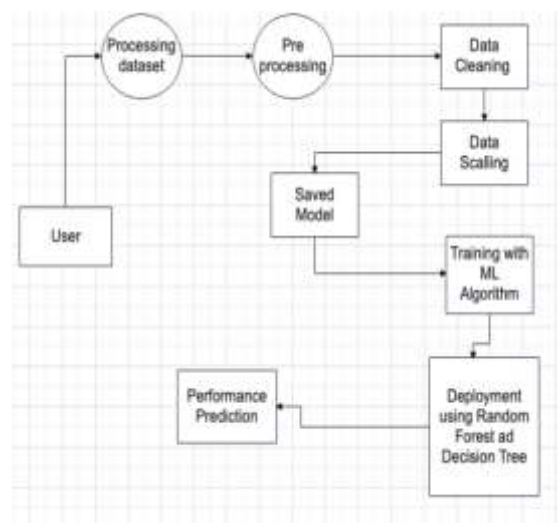 Processing
dataset
Pre
processing
Data
Cleaning
Data
Scalling
Saved
Model
User
Training with
ML
Algorithm
Performance
Prediction
Deployment
using Random
Forest ad
Decision Tree